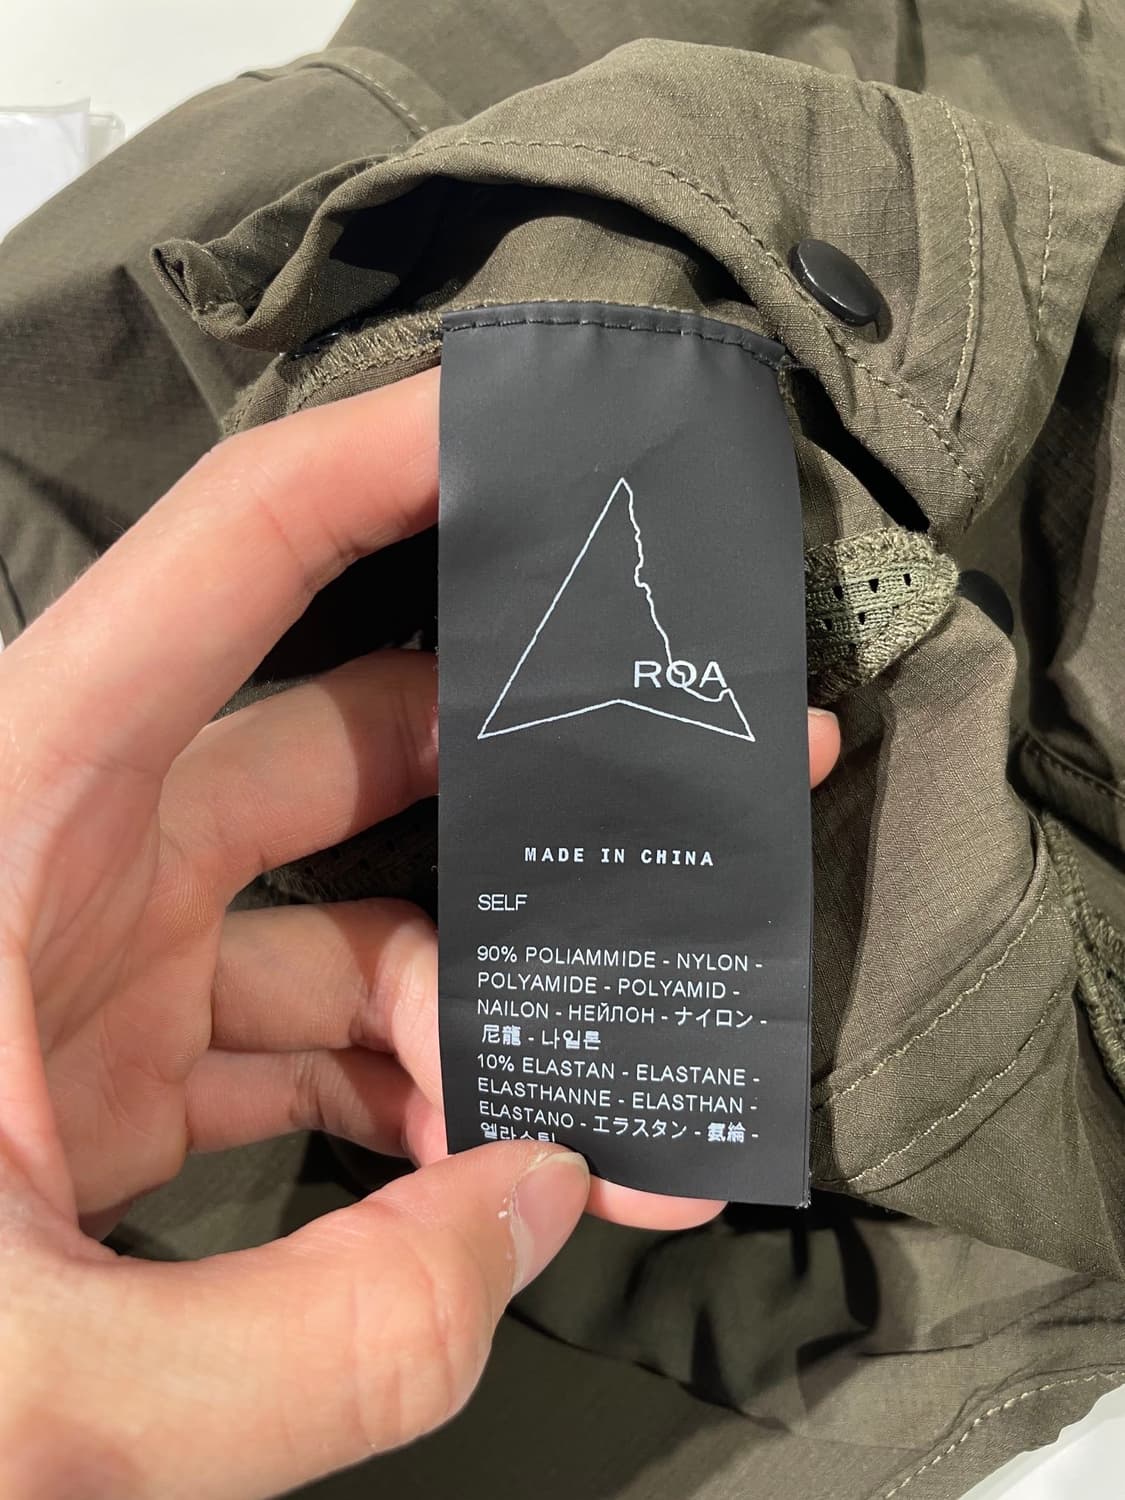 ROA
MADE IN CHINA
SELF
90% POLIAMMIDE - NYLON -
POLYAMIDE - POLYAMID -
NAILON - НЕЙЛОН - ナイロン -
尼龍 - 나일론
10% ELASTAN - ELASTANE -
ELASTHANNE - ELASTHAN -
ELASTANO - エラスタン - 氨綸 -